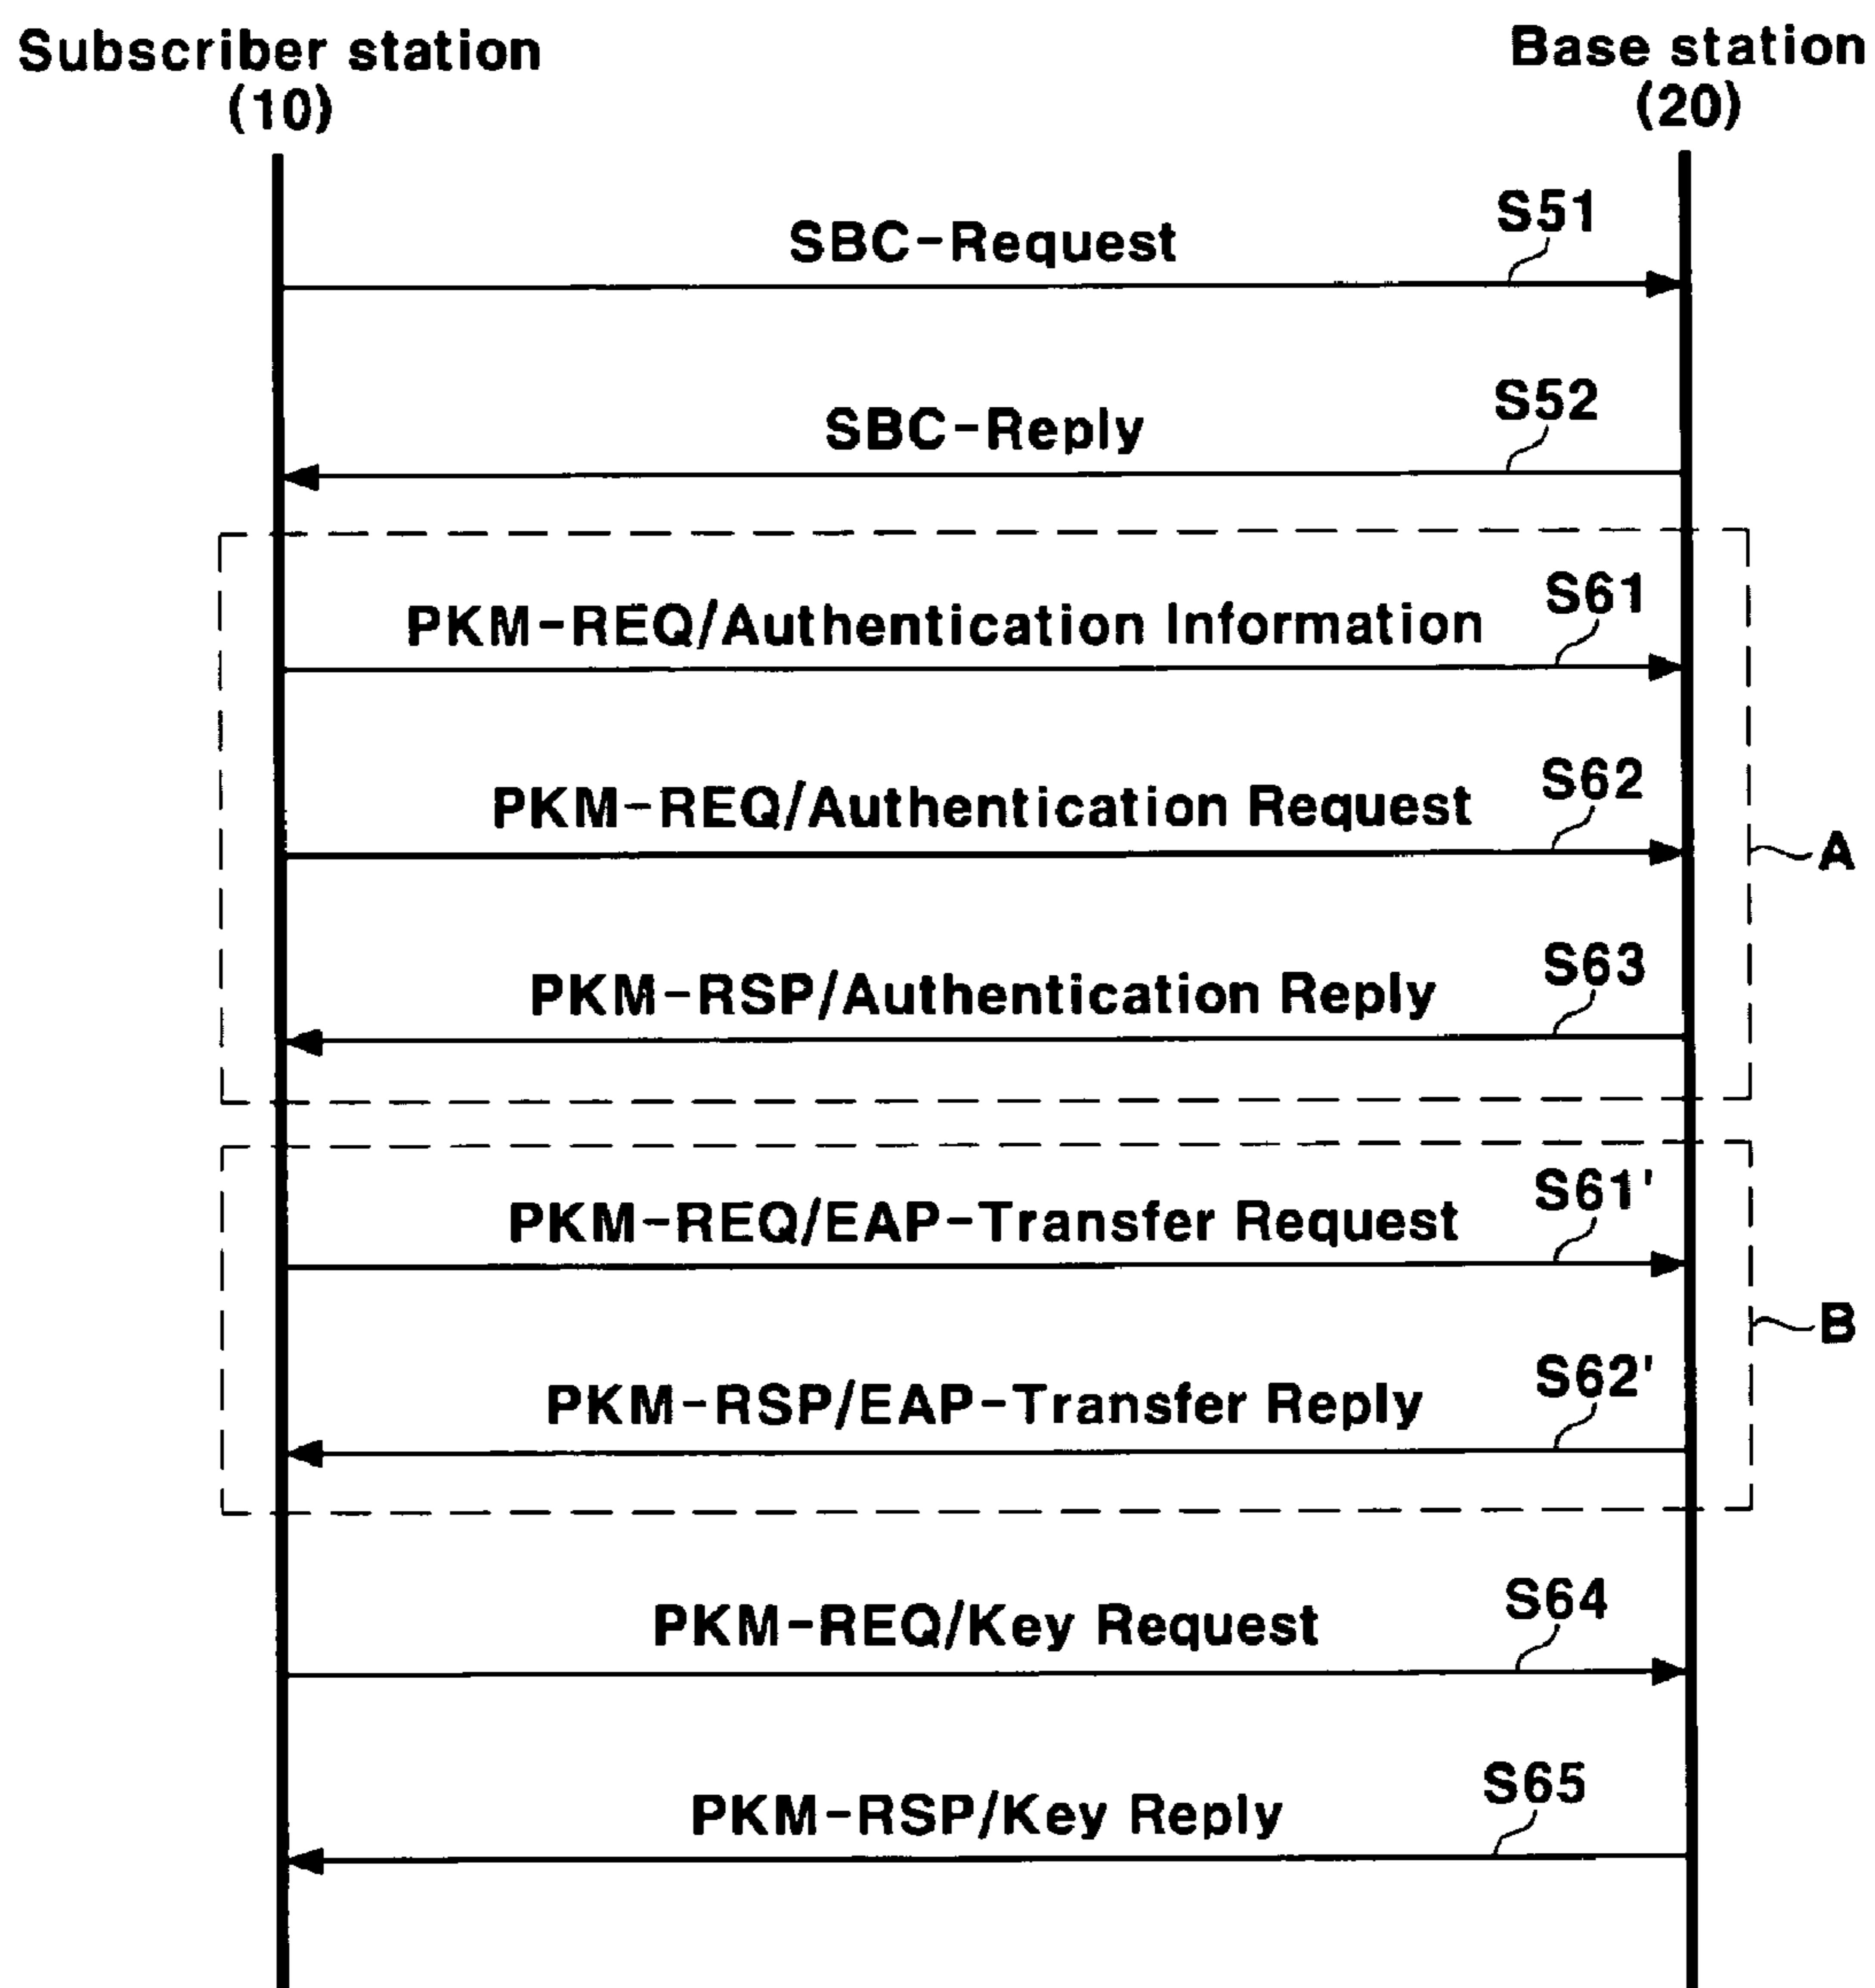 Subscriber station
(10)
Base station
(20)
S51
SBC-Request
S52
SBC-Reply
S61
PKM-REQ/Authentication Information
S62
PKM-REQ/Authentication Request
A
S63
PKM-RSP/Authentication Reply
S61'
PKM-REQ/EAP-Transfer Request
B
S62'
PKM-RSP/EAP-Transfer Reply
S64
PKM-REQ/Key Request
S65
PKM-RSP/Key Reply